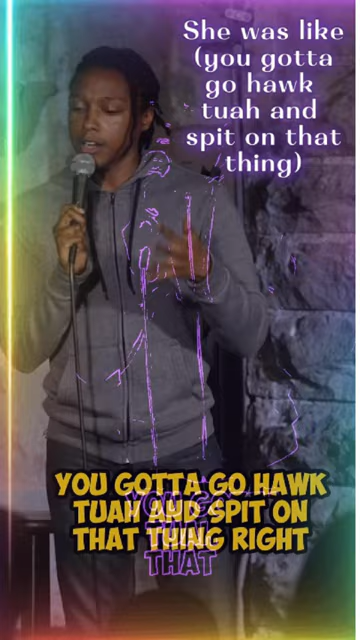 She was like
(you gotta
go hawk
tuah and
spit on that
thing)
YOU GOTTA GO HAWK
TUAH AND SPIT ON
THAT THING RIGHT
THAT